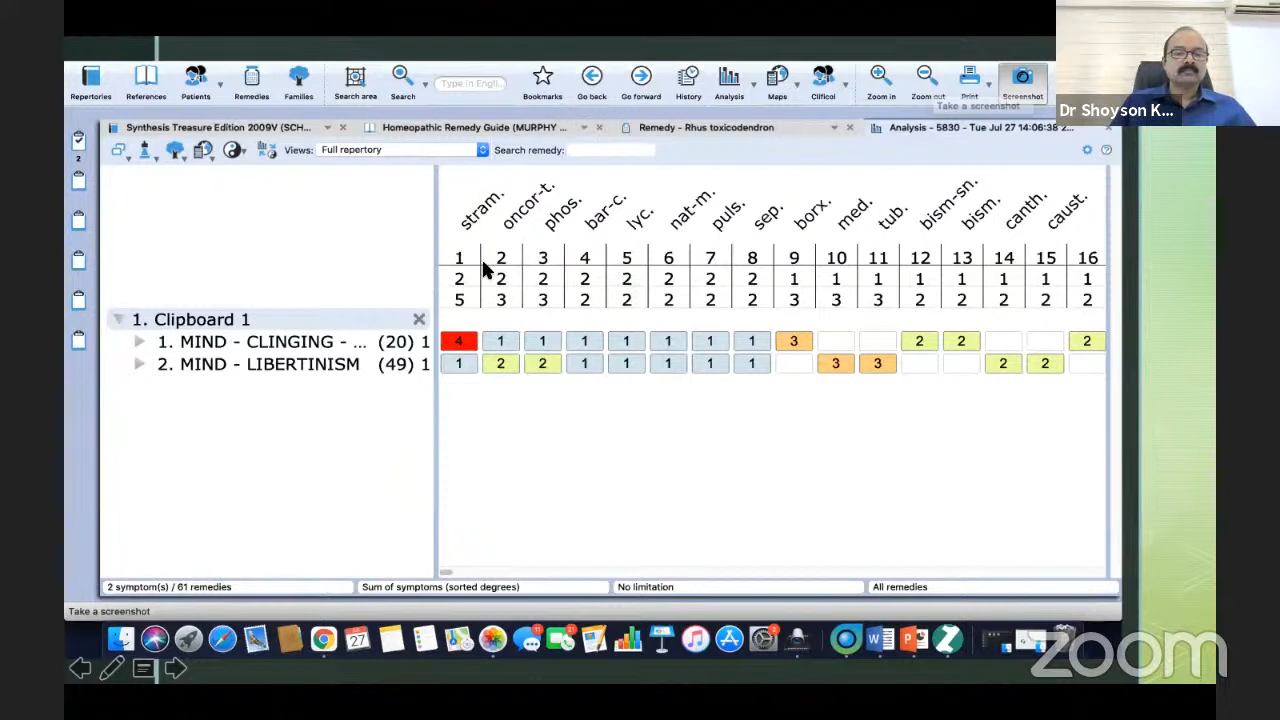 Repertories References Patients Remedies Families Search area Search Type in Engli... Bookmarks Go back Go forward History Analysis Maps Clificol Zoom in Zoom out Print Screenshot
Take a screenshot
Dr Shoyson K...
Synthesis Treasure Edition 2009V (SCH... Homeopathic Remedy Guide (MURPHY ... Remedy - Rhus toxicodendron Analysis - 5830 - Tue Jul 27 14:06:38 2...
2
Views: Full repertory Search remedy:
stram. oncor-t. phos. bar-c. lyc. nat-m. puls. sep. borx. med. tub. bism-sn. bism. canth. caust.
1 2 3 4 5 6 7 8 9 10 11 12 13 14 15 16
2 2 2 2 2 2 2 2 1 1 1 1 1 1 1 1
5 3 3 2 2 2 2 2 3 3 3 2 2 2 2 2
1. Clipboard 1
1. MIND - CLINGING - ... (20) 1 4 1 1 1 1 1 1 1 3 2 2 2
2. MIND - LIBERTINISM (49) 1 1 2 2 1 1 1 1 1 3 3 2 2
2 symptom(s) / 61 remedies Sum of symptoms (sorted degrees) No limitation All remedies
Take a screenshot
27
zoom